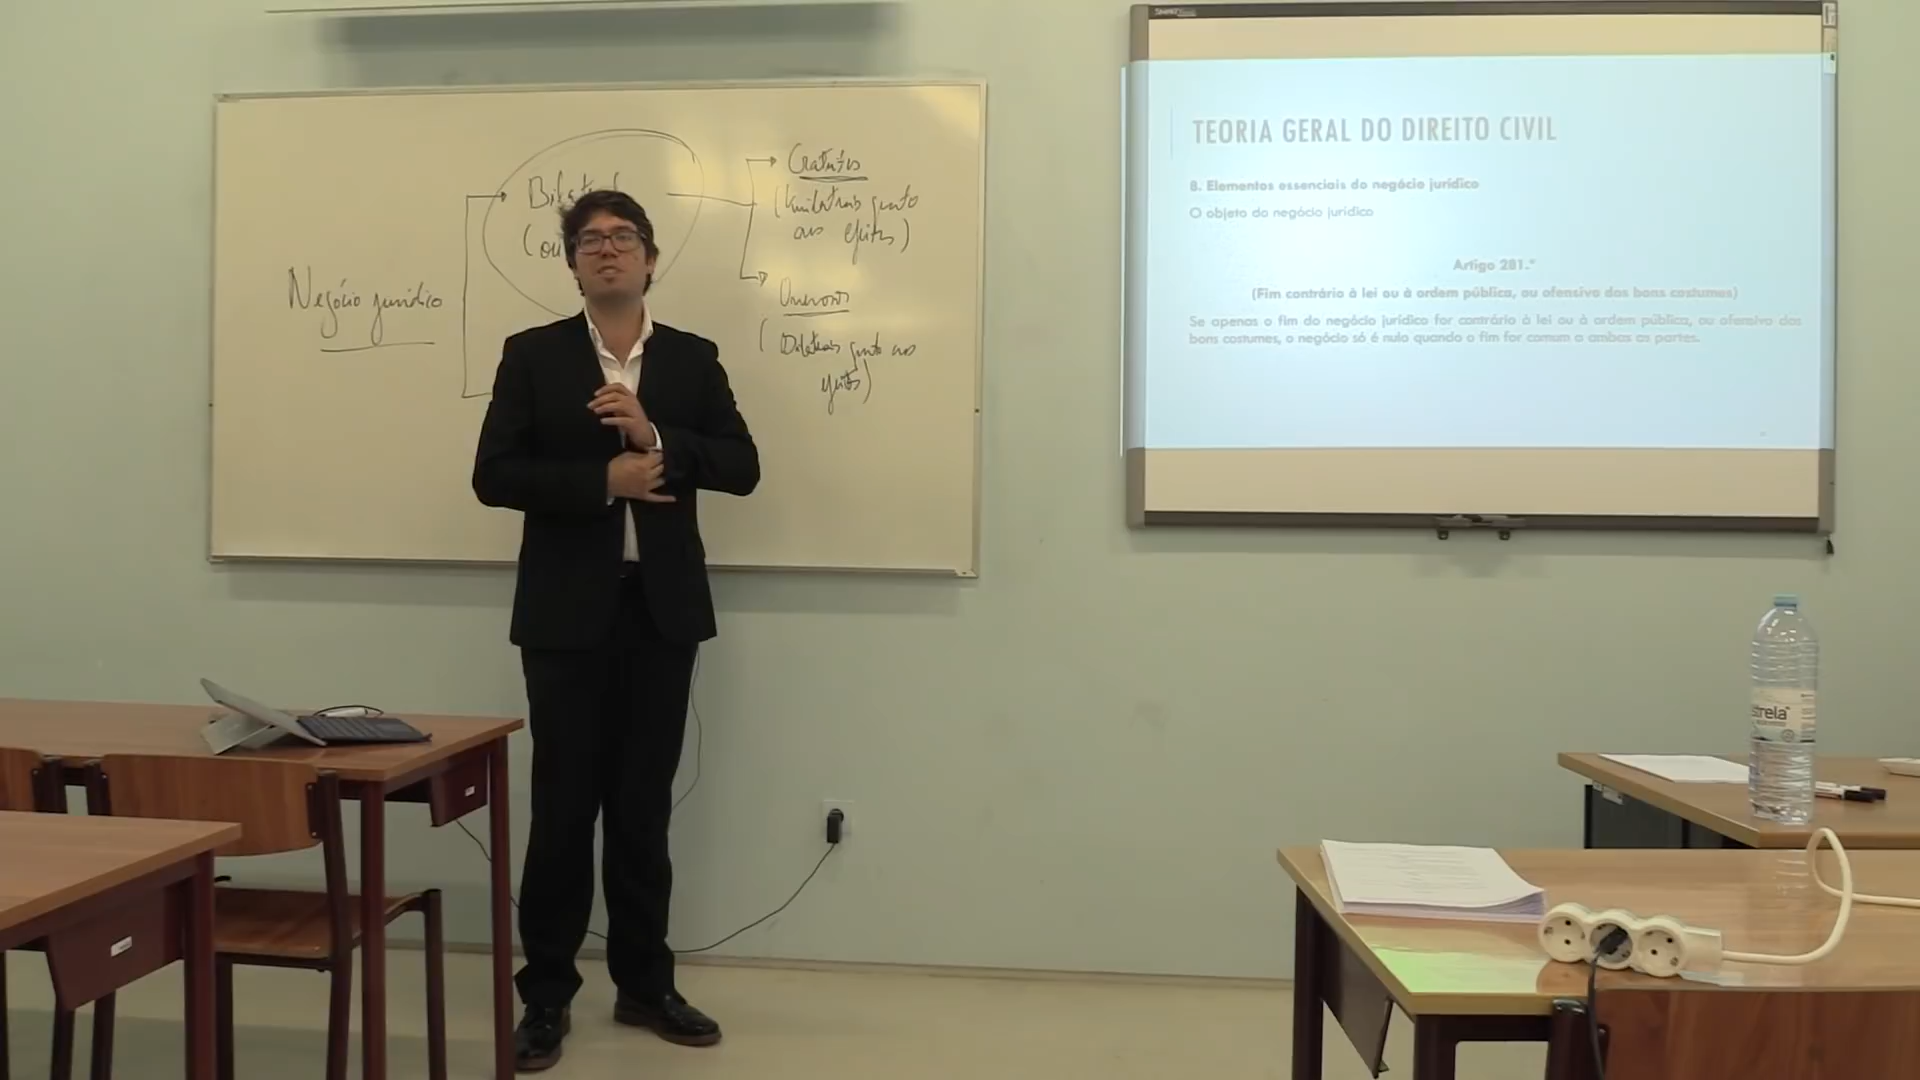 Negócio jurídico
(ou
Gratuitos
(Unilaterais quanto
aos efeitos)
Onerosos
(Bilaterais quanto aos
efeitos)
TEORIA GERAL DO DIREITO CIVIL
8. Elementos essenciais do negócio jurídico
O objeto do negócio jurídico
Artigo 281.º
(Fim contrário à lei ou à ordem pública, ou ofensivo dos bons costumes)
Se apenas o fim do negócio jurídico for contrário à lei ou à ordem pública, ou ofensivo dos
bons costumes, o negócio só é nulo quando o fim for comum a ambas as partes.
strela